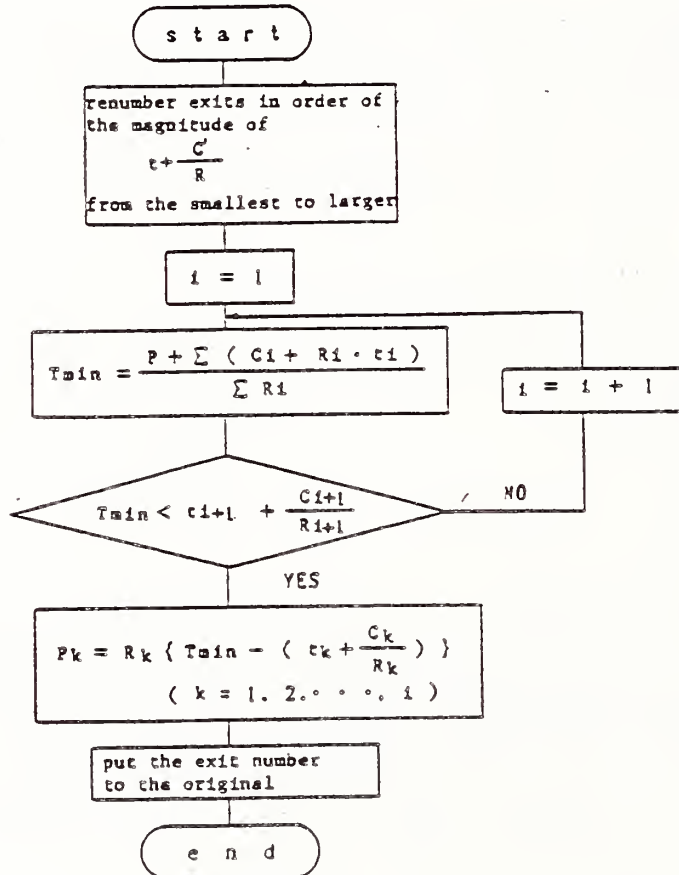 start
renumber exits in order of
the magnitude of
t + C' / R
from the smallest to larger
i = 1
Tmin = P + Σ ( Ci + Ri · ti ) / Σ Ri
i = i + 1
Tmin < ti+1 + Ci+1 / Ri+1
NO
YES
Pk = Rk { Tmin - ( tk + Ck / Rk ) }
( k = 1. 2. ∘ ∘ ∘. i )
put the exit number
to the original
end